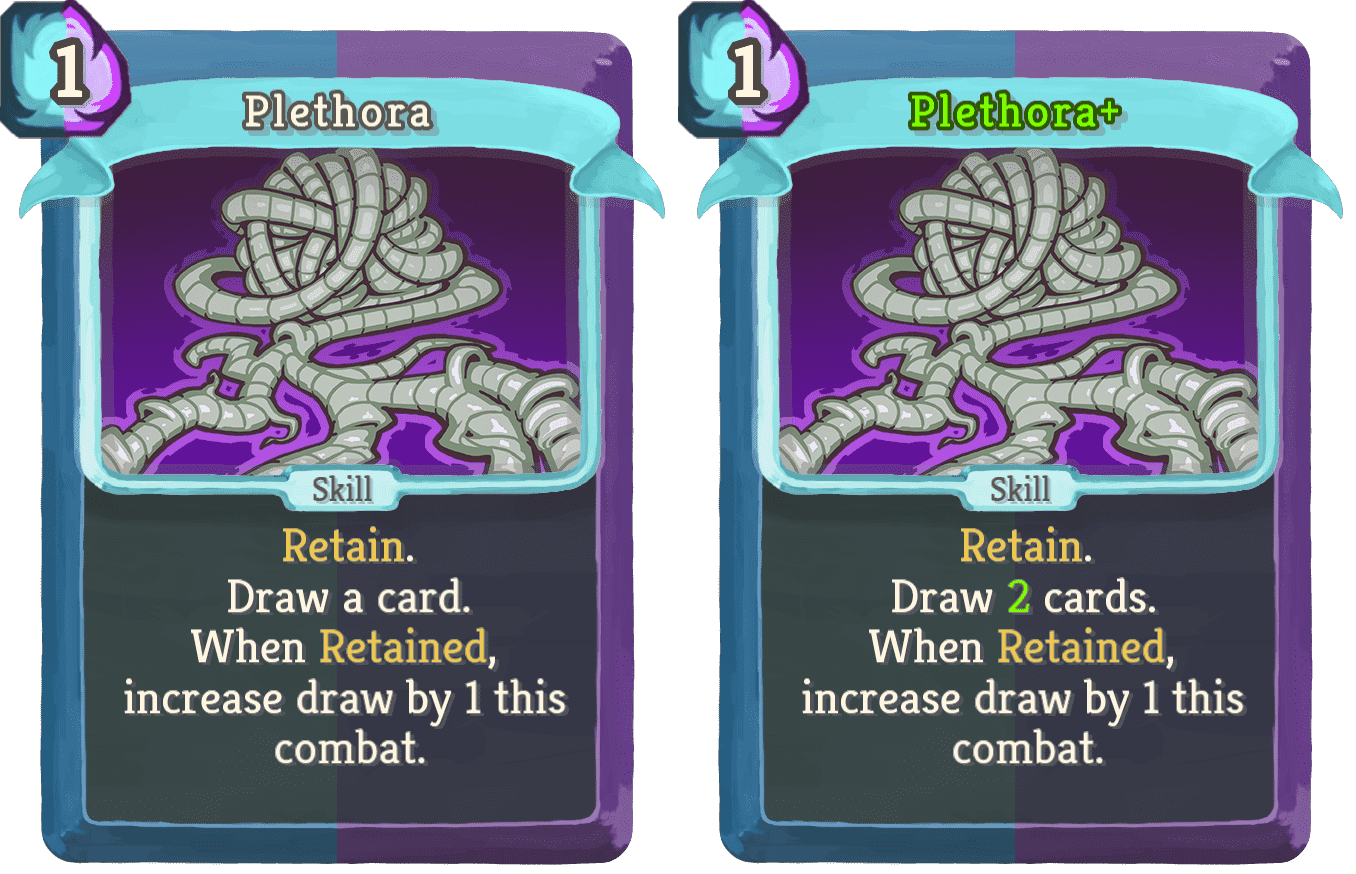 1
Plethora
Skill
Retain.
Draw a card.
When Retained,
increase draw by 1 this
combat.
1
Plethora+
Skill
Retain.
Draw 2 cards.
When Retained,
increase draw by 1 this
combat.